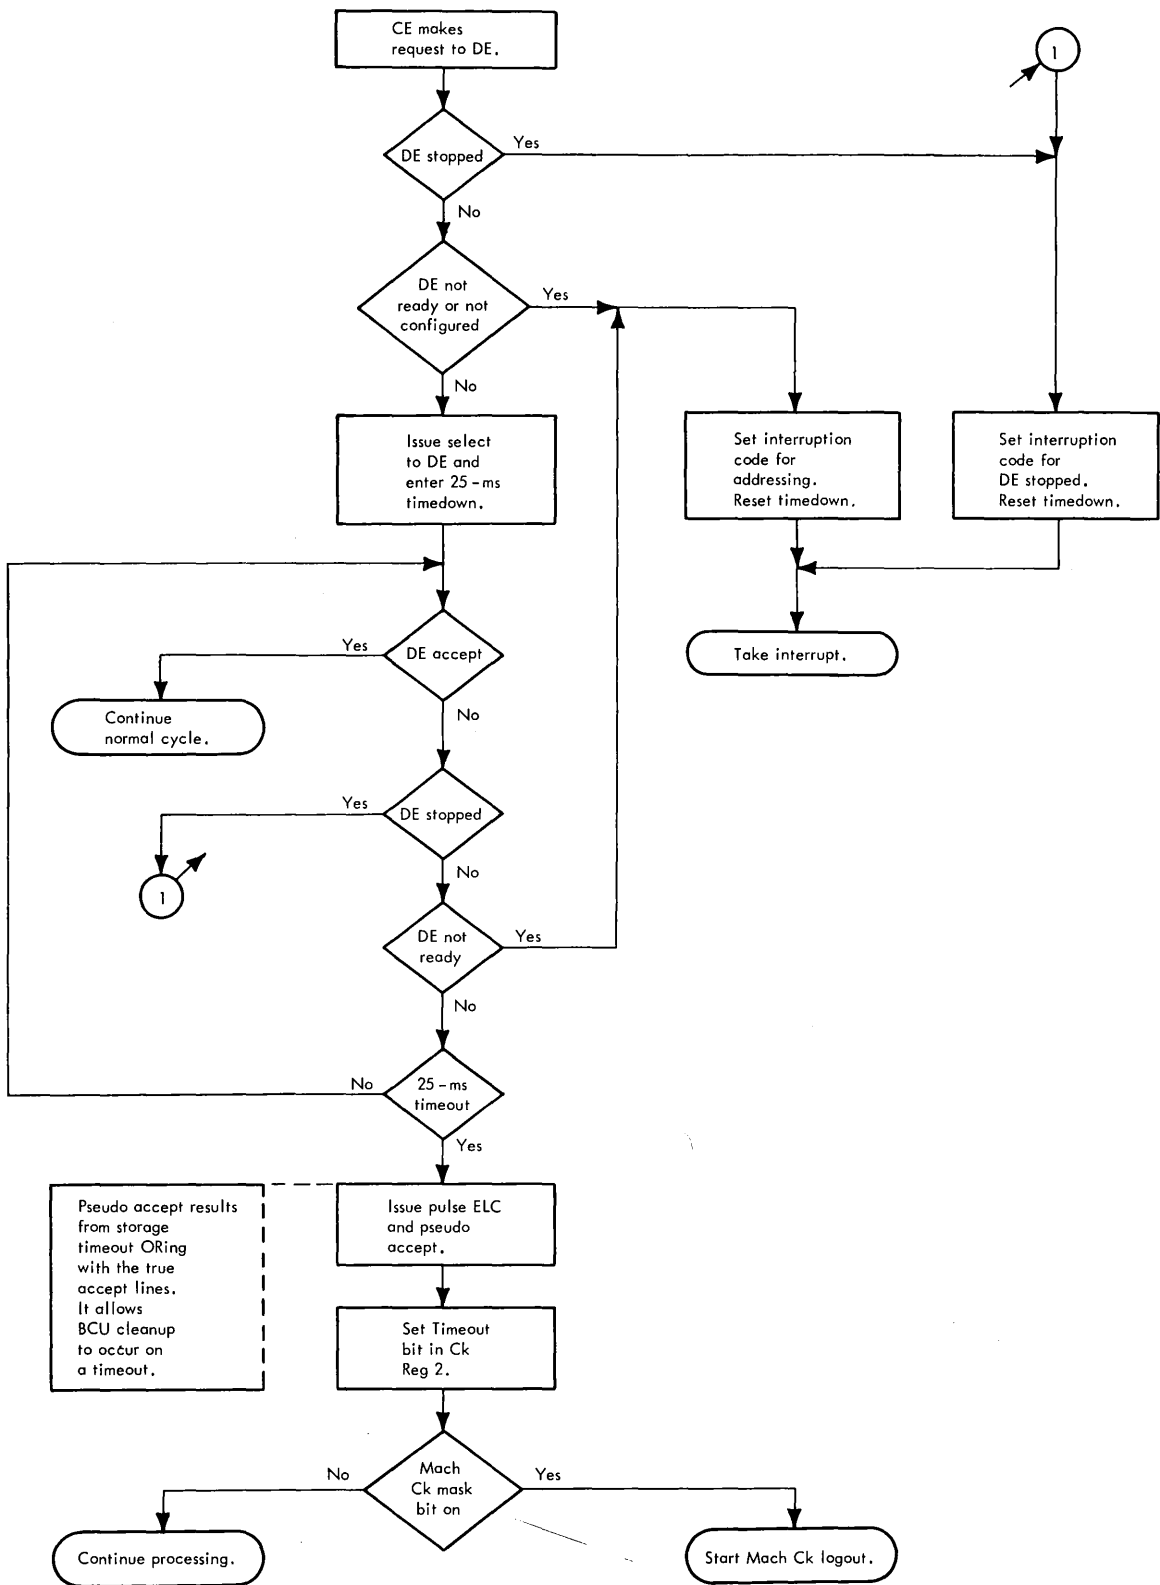 CE makes
request to DE.
1
DE stopped
Yes
No
DE not
ready or not
configured
Yes
No
Issue select
to DE and
enter 25-ms
timedown.
Set interruption
code for
addressing.
Reset timedown.
Set interruption
code for
DE stopped.
Reset timedown.
Yes
DE accept
Take interrupt.
Continue
normal cycle.
No
Yes
DE stopped
1
No
DE not
ready
Yes
No
No
25-ms
timeout
Yes
Pseudo accept results
from storage
timeout ORing
with the true
accept lines.
It allows
BCU cleanup
to occur on
a timeout.
Issue pulse ELC
and pseudo
accept.
Set Timeout
bit in Ck
Reg 2.
No
Mach
Ck mask
bit on
Yes
Continue processing.
Start Mach Ck logout.